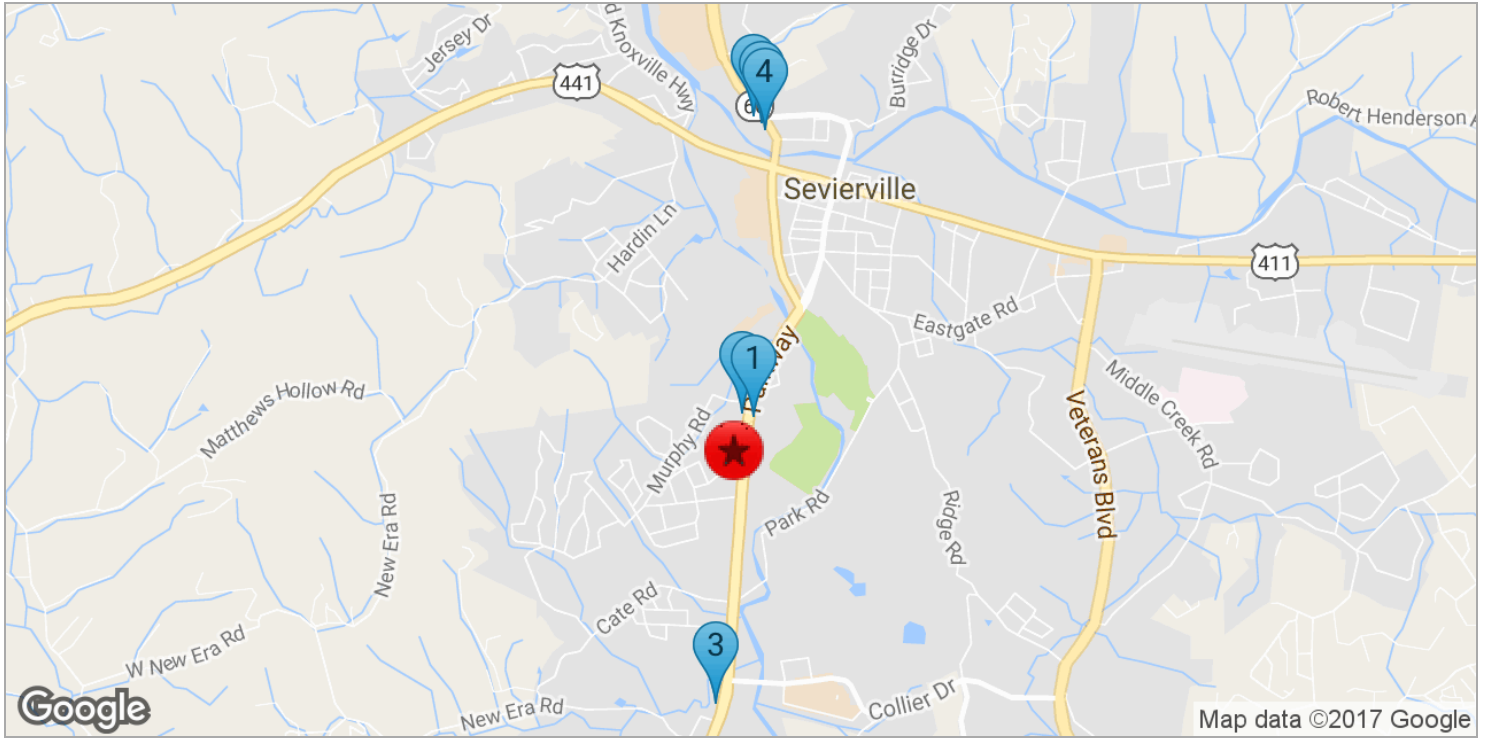 Jersey Dr
d Knoxville Hwy
Burridge Dr
441
4
Robert Henderson A
Sevierville
Hardin Ln
411
Eastgate Rd
1
Matthews Hollow Rd
Middle Creek Rd
Murphy Rd
Veterans Blvd
Park Rd
Ridge Rd
New Era Rd
Cate Rd
W New Era Rd
3
Collier Dr
New Era Rd
Google
Map data ©2017 Google